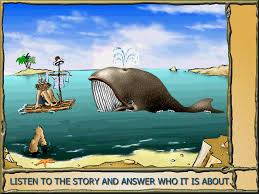 LISTEN TO THE STORY AND ANSWER WHO IT IS ABOUT.